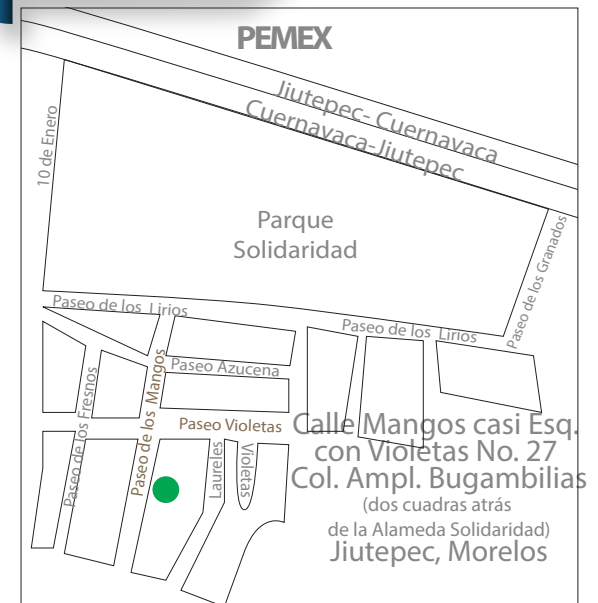 PEMEX
Jiutepec- Cuernavaca
Cuernavaca-Jiutepec
10 de Enero
Parque
Solidaridad
Paseo de los Granados
Paseo de los Lirios
Paseo de los Lirios
Paseo Azucena
Paseo de los Mangos
Paseo de los Fresnos
Paseo Violetas
Laureles
Violetas
Calle Mangos casi Esq.
con Violetas No. 27
Col. Ampl. Bugambilias
(dos cuadras atrás
de la Alameda Solidaridad)
Jiutepec, Morelos